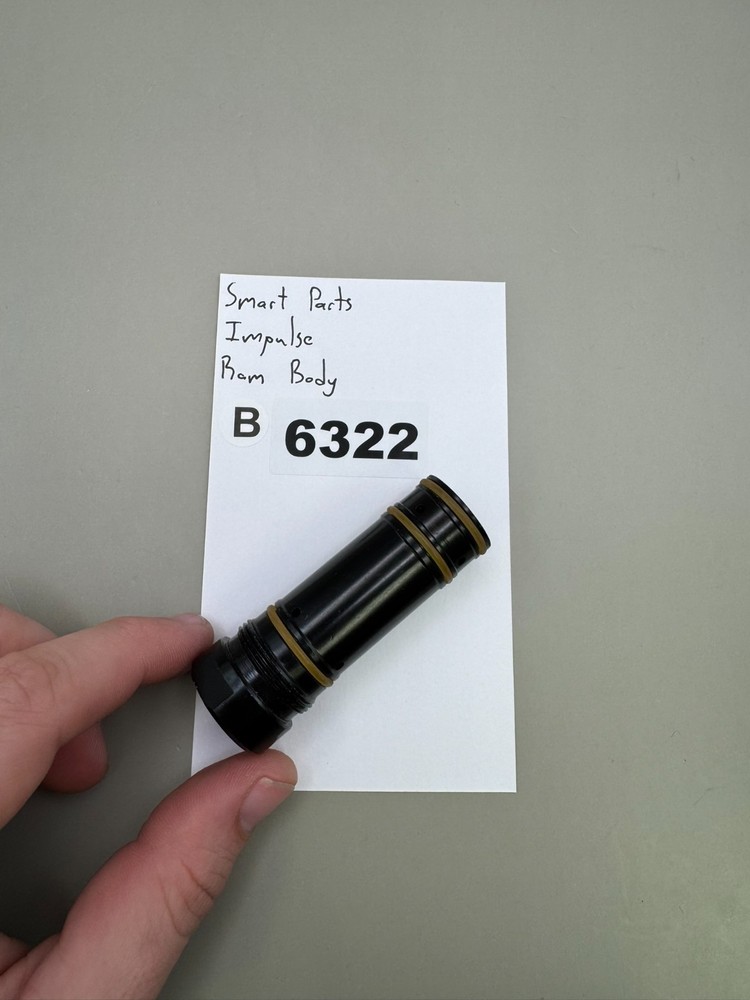 Smart Parts
Impulse
Ram Body
B 6322